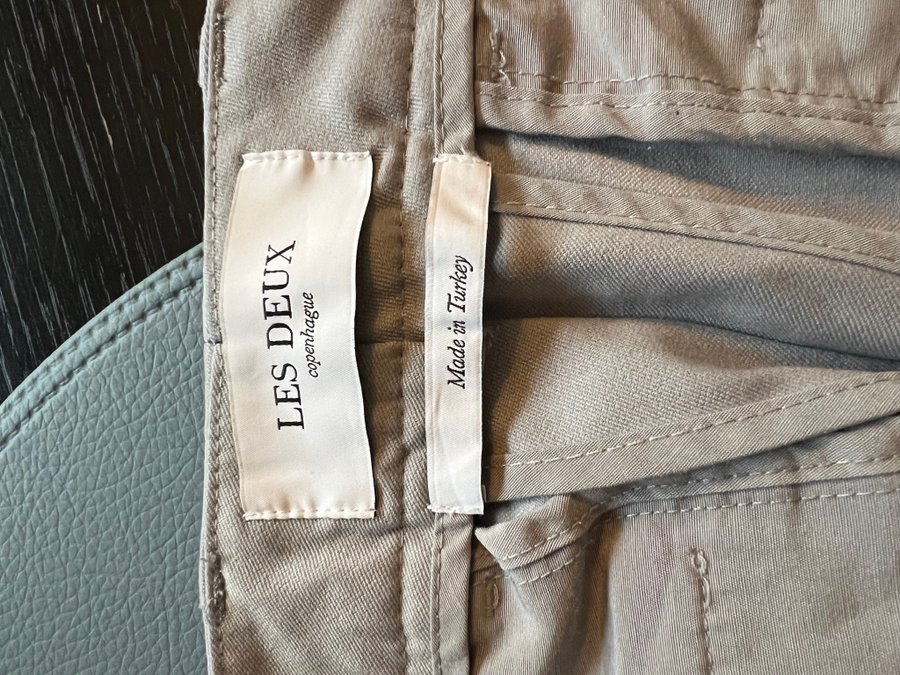 LES DEUX
copenhague
Made in Turkey